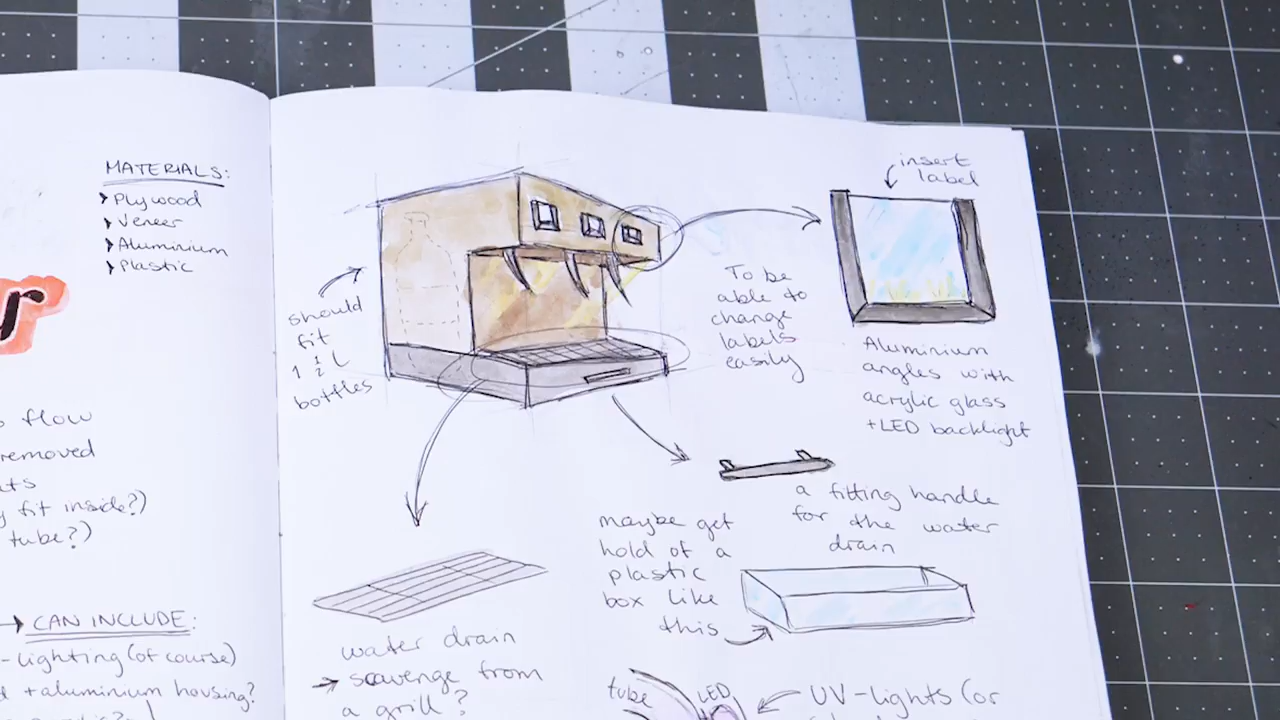 MATERIALS:
Plywood
Veneer
Aluminium
Plastic
r
flow
removed
fit inside?)
tube?)
→ CAN INCLUDE:
-Lighting (of course)
+aluminium housing?
should
fit
1 1/2 L
bottles
insert
label
To be
able to
change
labels
easily
Aluminium
angles with
acrylic glass
+LED backlight
a fitting handle
for the water
drain
maybe get
hold of a
plastic
box like
this
water drain
→ scavenge from
a grill?
tube
LED
UV-lights (or